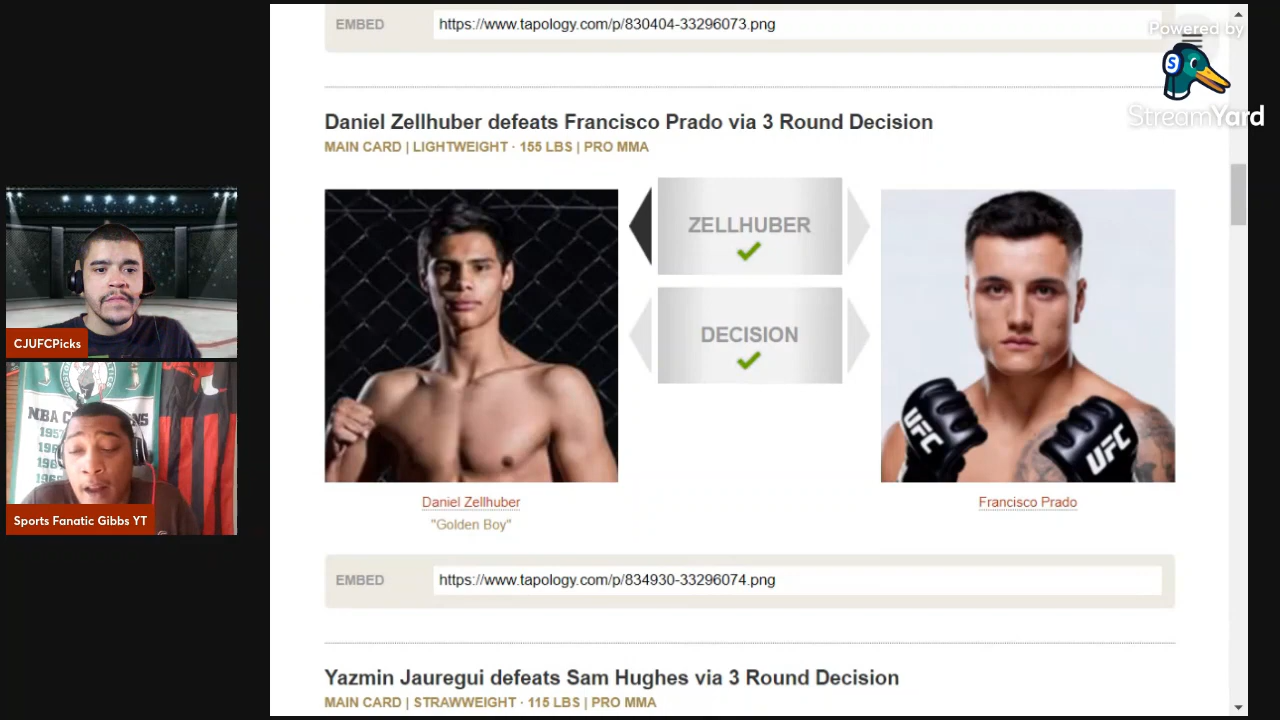 EMBED
https://www.tapology.com/p/830404-33296073.png
Powered by
S
StreamYard
Daniel Zellhuber defeats Francisco Prado via 3 Round Decision
MAIN CARD | LIGHTWEIGHT · 155 LBS | PRO MMA
ZELLHUBER
DECISION
UFC
UFC
CJUFCPicks
NBA
1957
Sports Fanatic Gibbs YT
Daniel Zellhuber
"Golden Boy"
Francisco Prado
EMBED
https://www.tapology.com/p/834930-33296074.png
Yazmin Jauregui defeats Sam Hughes via 3 Round Decision
MAIN CARD | STRAWWEIGHT · 115 LBS | PRO MMA